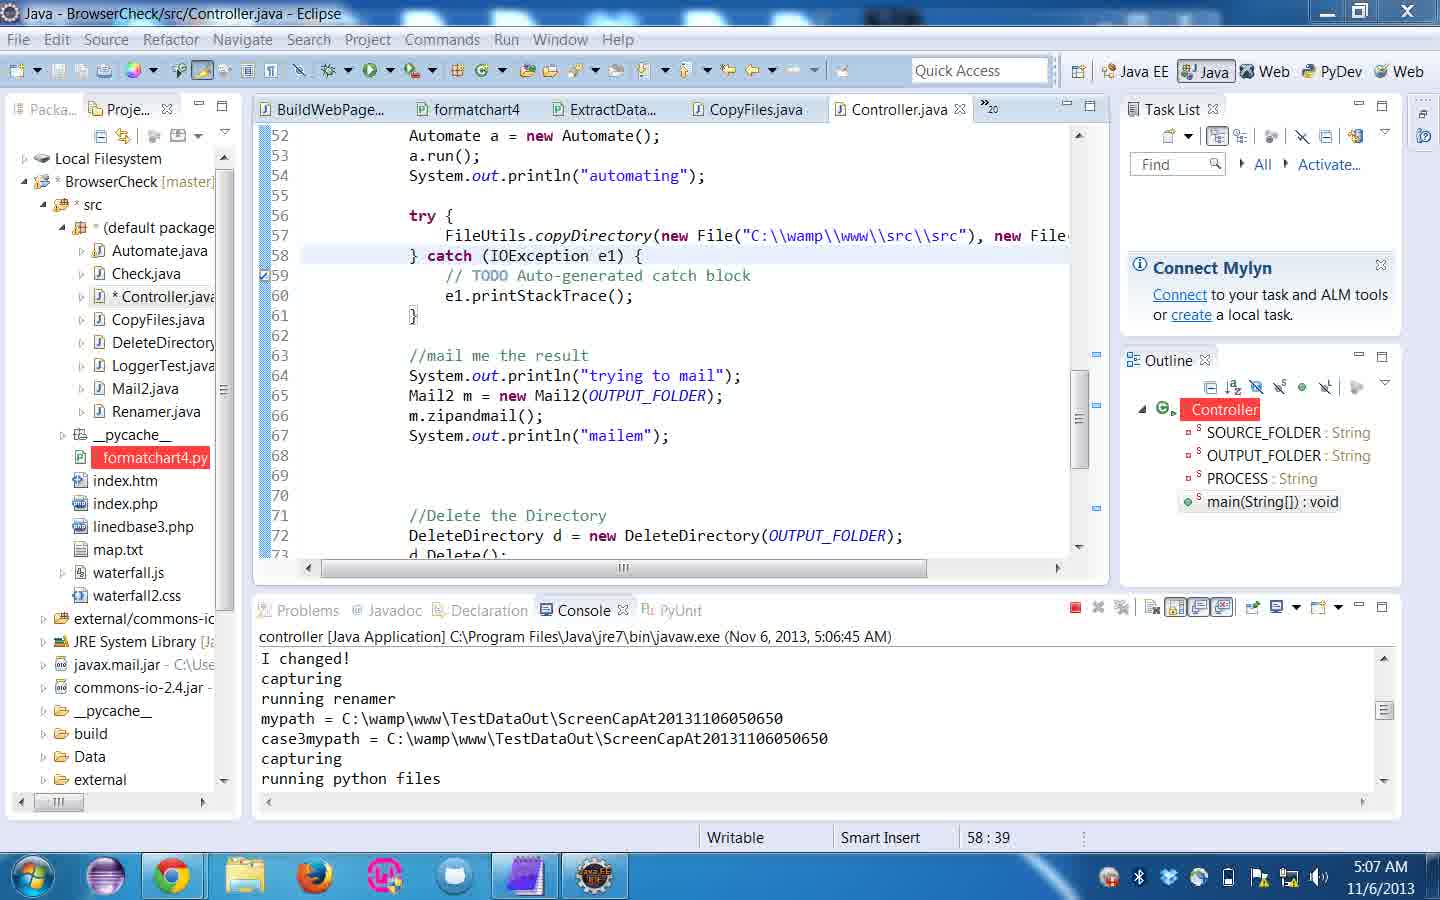 Java - BrowserCheck/src/Controller.java - Eclipse
File Edit Source Refactor Navigate Search Project Commands Run Window Help
Quick Access
Java EE
Java
Web
PyDev
Web
Packa...
Proje...
Local Filesystem
* BrowserCheck [master]
* src
* (default package
Automate.java
Check.java
* Controller.java
CopyFiles.java
DeleteDirectory
LoggerTest.java
Mail2.java
Renamer.java
__pycache__
formatchart4.py
index.htm
index.php
linedbase3.php
map.txt
waterfall.js
waterfall2.css
external/commons-io
JRE System Library [Ja
javax.mail.jar - C:\Use
commons-io-2.4.jar -
__pycache__
build
Data
external
BuildWebPage...
formatchart4
ExtractData...
CopyFiles.java
Controller.java
»20
52 Automate a = new Automate();
53 a.run();
54 System.out.println("automating");
55
56 try {
57 FileUtils.copyDirectory(new File("C:\\wamp\\www\\src\\src"), new File(
58 } catch (IOException e1) {
59 // TODO Auto-generated catch block
60 e1.printStackTrace();
61 }
62
63 //mail me the result
64 System.out.println("trying to mail");
65 Mail2 m = new Mail2(OUTPUT_FOLDER);
66 m.zipandmail();
67 System.out.println("mailem");
68
69
70
71 //Delete the Directory
72 DeleteDirectory d = new DeleteDirectory(OUTPUT_FOLDER);
73 d.Delete();
Task List
Find
All
Activate...
Connect Mylyn
Connect to your task and ALM tools
or create a local task.
Outline
Controller
SOURCE_FOLDER : String
OUTPUT_FOLDER : String
PROCESS : String
main(String[]) : void
Problems
@ Javadoc
Declaration
Console
PyUnit
controller [Java Application] C:\Program Files\Java\jre7\bin\javaw.exe (Nov 6, 2013, 5:06:45 AM)
I changed!
capturing
running renamer
mypath = C:\wamp\www\TestDataOut\ScreenCapAt20131106050650
case3mypath = C:\wamp\www\TestDataOut\ScreenCapAt20131106050650
capturing
running python files
Writable
Smart Insert
58 : 39
5:07 AM
11/6/2013